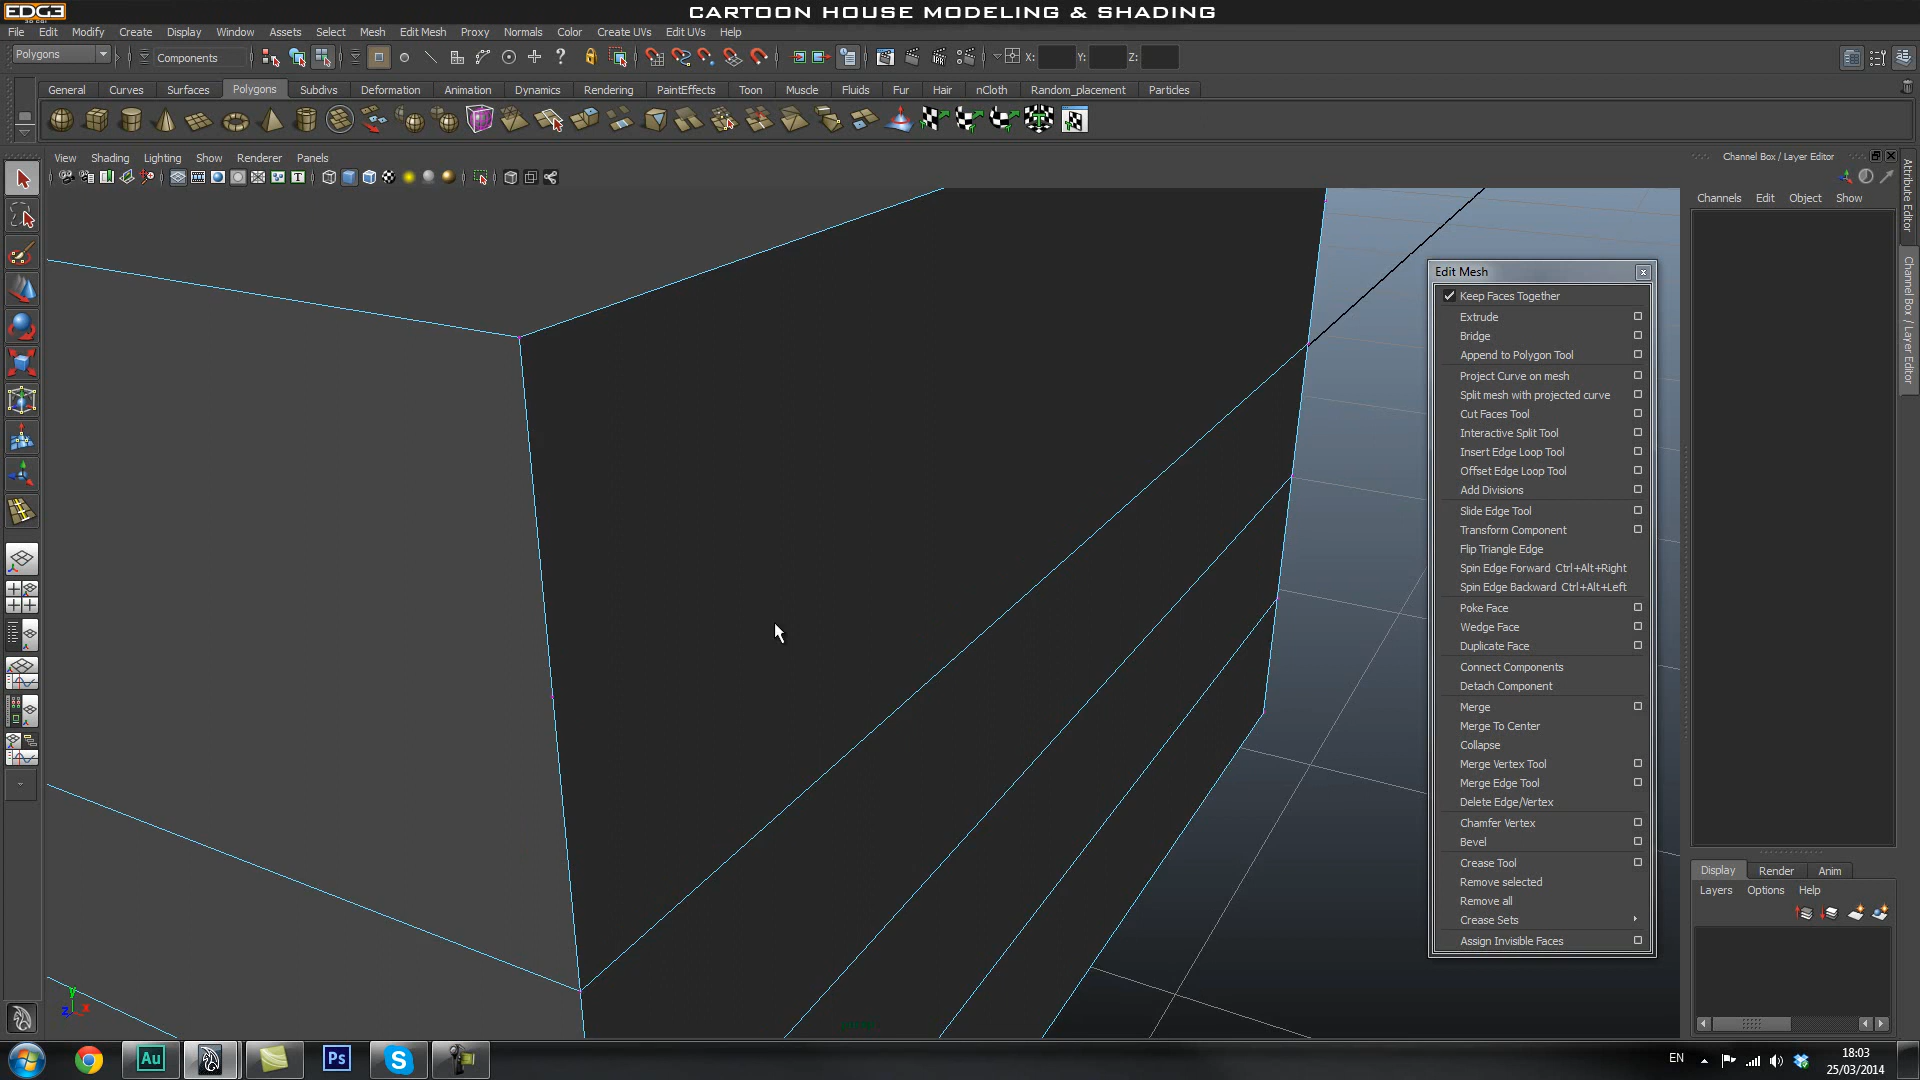 EDGE
3D CGI
CARTOON HOUSE MODELING & SHADING
File Edit Modify Create Display Window Assets Select Mesh Edit Mesh Proxy Normals Color Create UVs Edit UVs Help
Polygons Components X: Y: Z:
General Curves Surfaces Polygons Subdivs Deformation Animation Dynamics Rendering PaintEffects Toon Muscle Fluids Fur Hair nCloth Random_placement Particles
View Shading Lighting Show Renderer Panels
Channel Box / Layer Editor
Channels Edit Object Show
Attribute Editor
Channel Box / Layer Editor
Edit Mesh
Keep Faces Together
Extrude
Bridge
Append to Polygon Tool
Project Curve on mesh
Split mesh with projected curve
Cut Faces Tool
Interactive Split Tool
Insert Edge Loop Tool
Offset Edge Loop Tool
Add Divisions
Slide Edge Tool
Transform Component
Flip Triangle Edge
Spin Edge Forward Ctrl+Alt+Right
Spin Edge Backward Ctrl+Alt+Left
Poke Face
Wedge Face
Duplicate Face
Connect Components
Detach Component
Merge
Merge To Center
Collapse
Merge Vertex Tool
Merge Edge Tool
Delete Edge/Vertex
Chamfer Vertex
Bevel
Crease Tool
Remove selected
Remove all
Crease Sets
Assign Invisible Faces
Display Render Anim
Layers Options Help
y
z x
Au Ps S
EN
18:03
25/03/2014